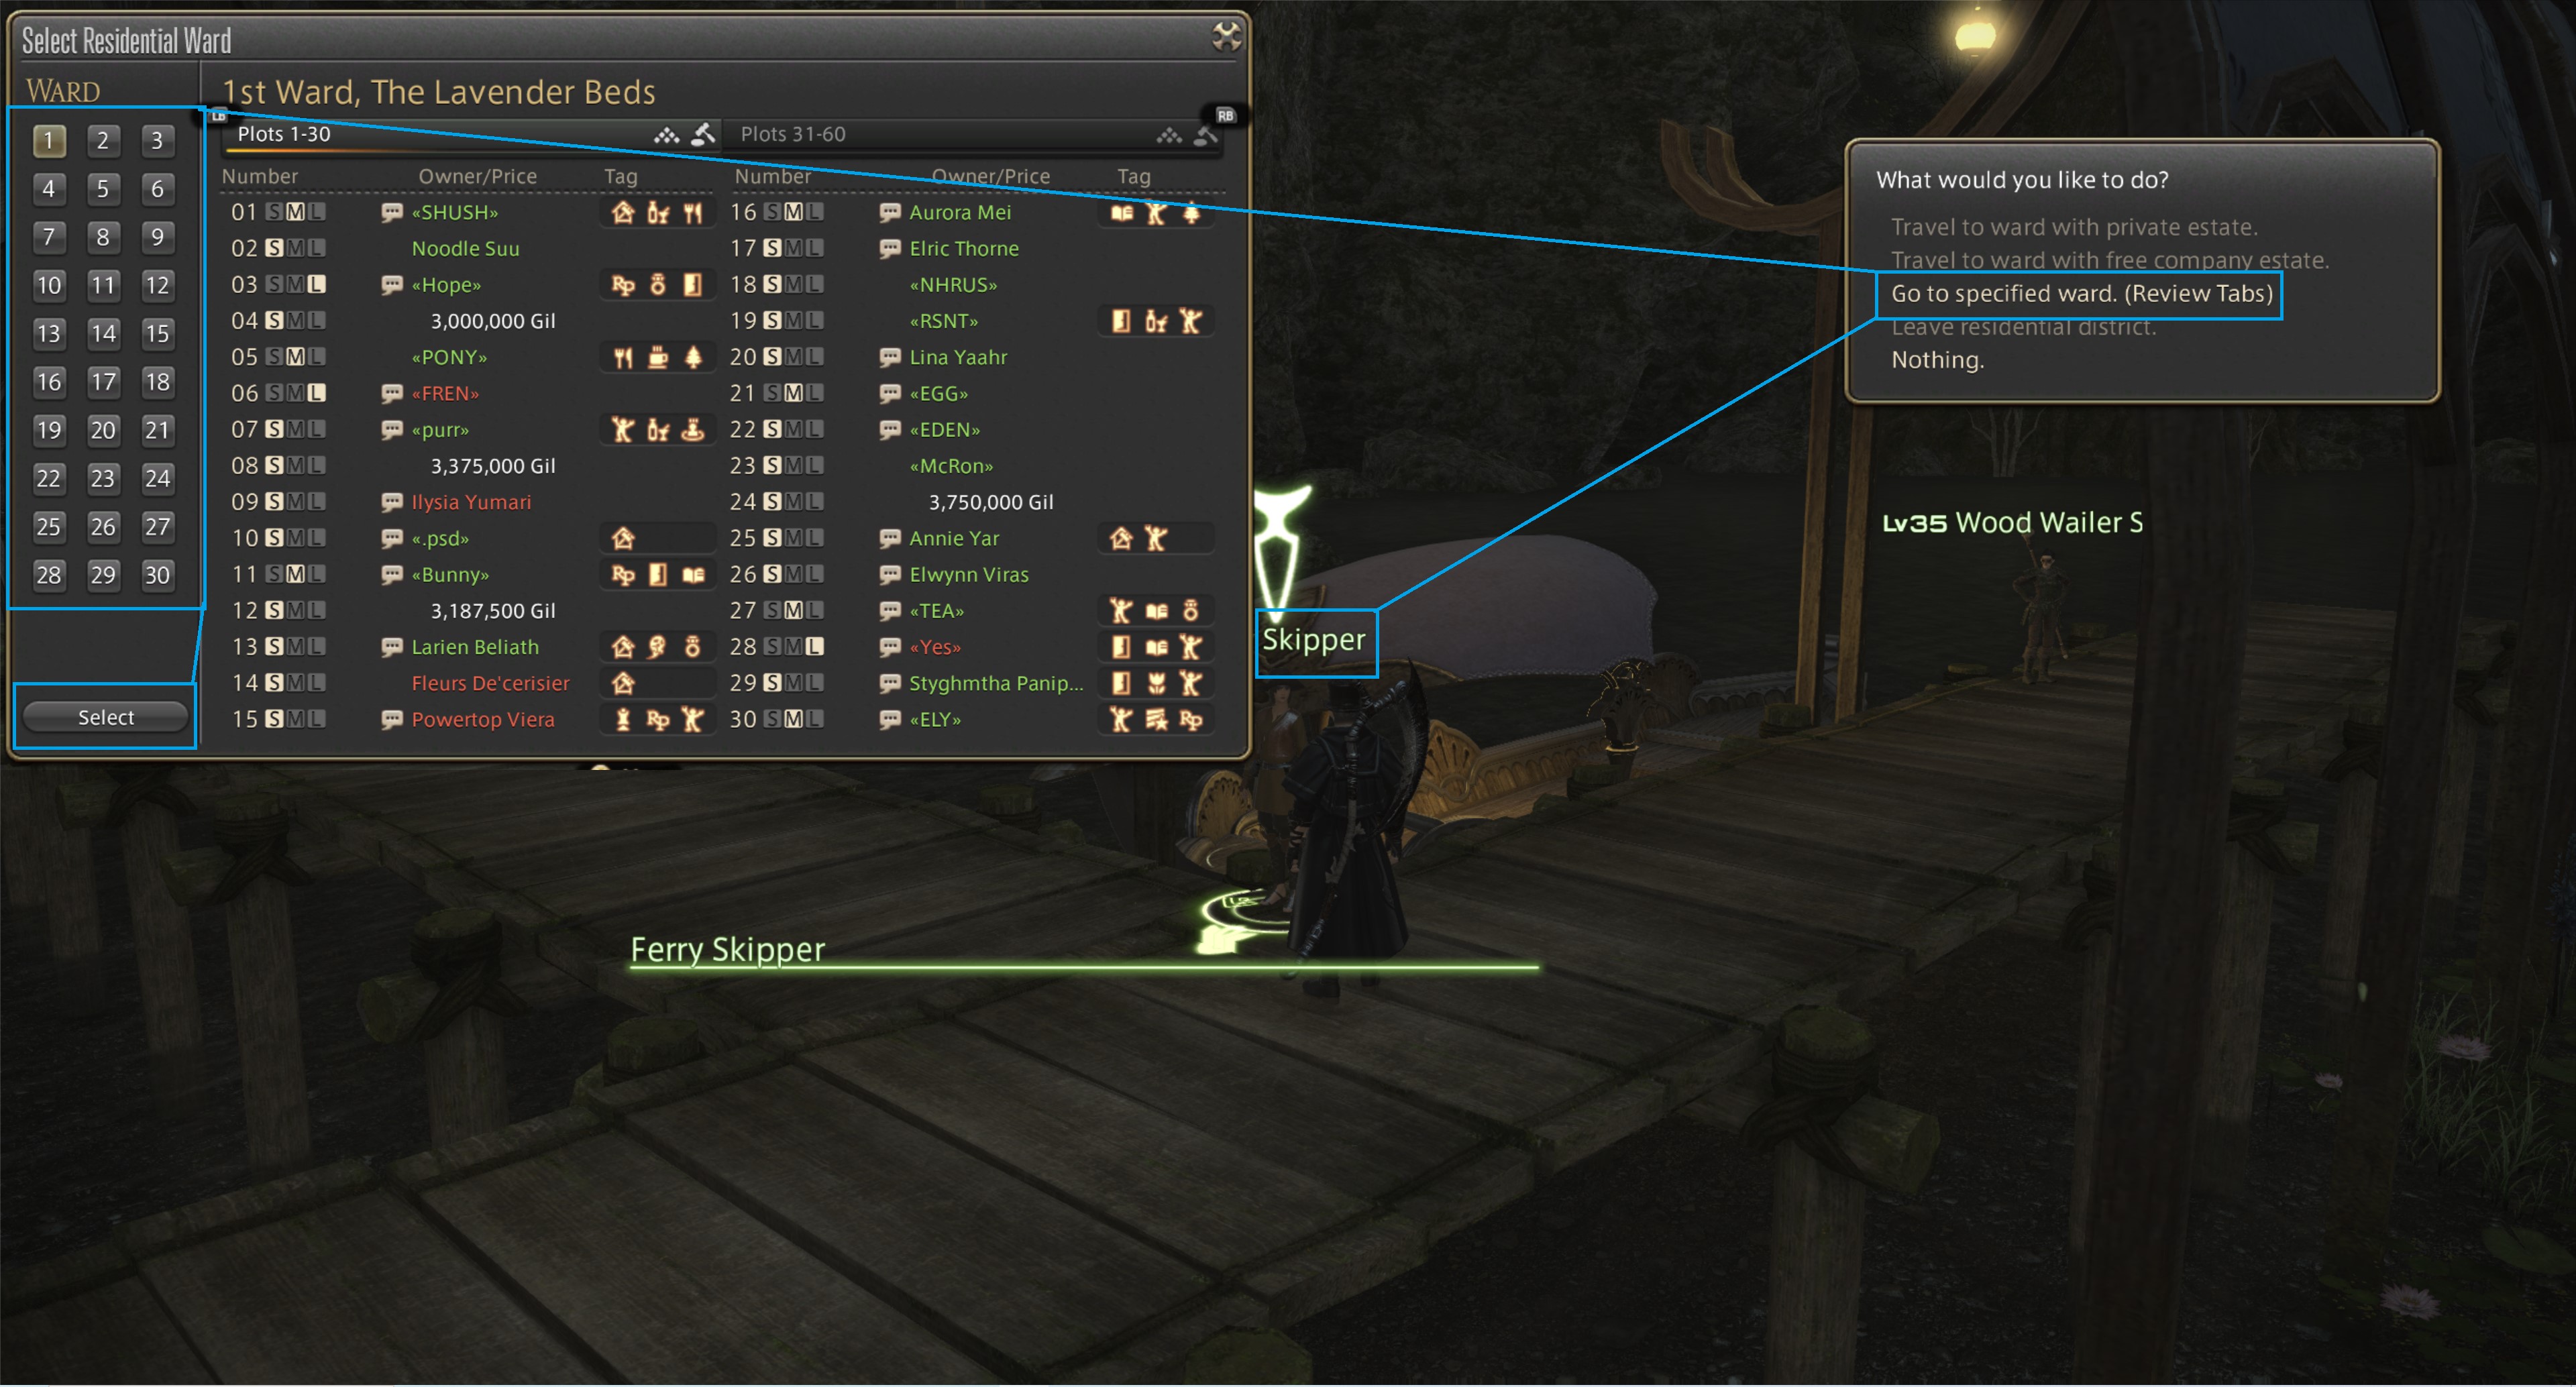 Select Residential Ward
WARD
1st Ward, The Lavender Beds
LB
RB
Plots 1-30
Plots 31-60
1 2 3
4 5 6
7 8 9
10 11 12
13 14 15
16 17 18
19 20 21
22 23 24
25 26 27
28 29 30
Select
Number Owner/Price Tag
01 S M L «SHUSH»
02 S M L Noodle Suu
03 S M L «Hope» Rp
04 S M L 3,000,000 Gil
05 S M L «PONY»
06 S M L «FREN»
07 S M L «purr»
08 S M L 3,375,000 Gil
09 S M L Ilysia Yumari
10 S M L «.psd»
11 S M L «Bunny» Rp
12 S M L 3,187,500 Gil
13 S M L Larien Beliath
14 S M L Fleurs De'cerisier
15 S M L Powertop Viera Rp
Number Owner/Price Tag
16 S M L Aurora Mei
17 S M L Elric Thorne
18 S M L «NHRUS»
19 S M L «RSNT»
20 S M L Lina Yaahr
21 S M L «EGG»
22 S M L «EDEN»
23 S M L «McRon»
24 S M L 3,750,000 Gil
25 S M L Annie Yar
26 S M L Elwynn Viras
27 S M L «TEA»
28 S M L «Yes»
29 S M L Styghmtha Panip...
30 S M L «ELY» Rp
What would you like to do?
Travel to ward with private estate.
Travel to ward with free company estate.
Go to specified ward. (Review Tabs)
Leave residential district.
Nothing.
Lv35 Wood Wailer S
Skipper
Ferry Skipper